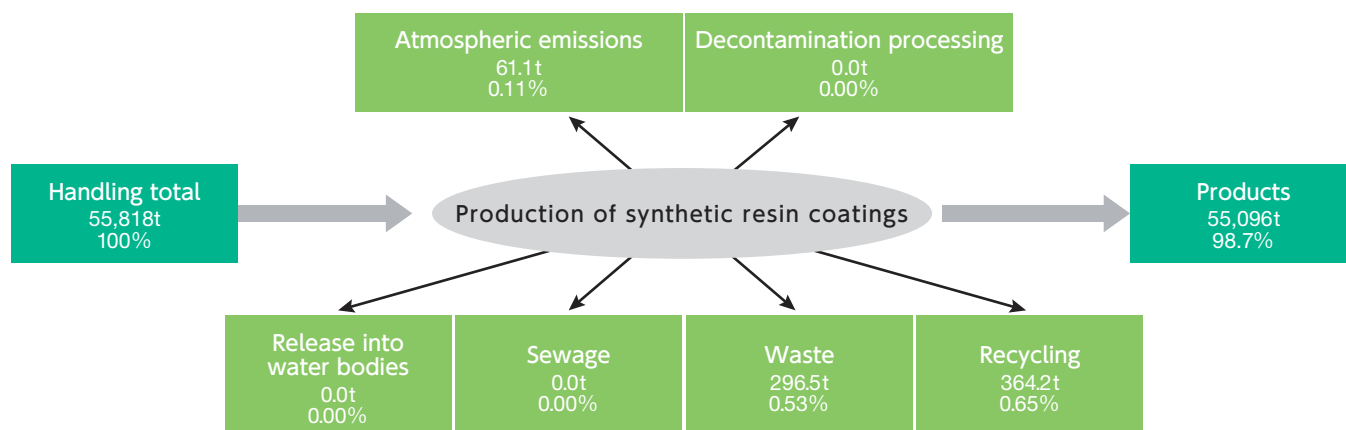 Atmospheric emissions
61.1t
0.11%
Decontamination processing
0.0t
0.00%
Handling total
55,818t
100%
Production of synthetic resin coatings
Products
55,096t
98.7%
Release into
water bodies
0.0t
0.00%
Sewage
0.0t
0.00%
Waste
296.5t
0.53%
Recycling
364.2t
0.65%